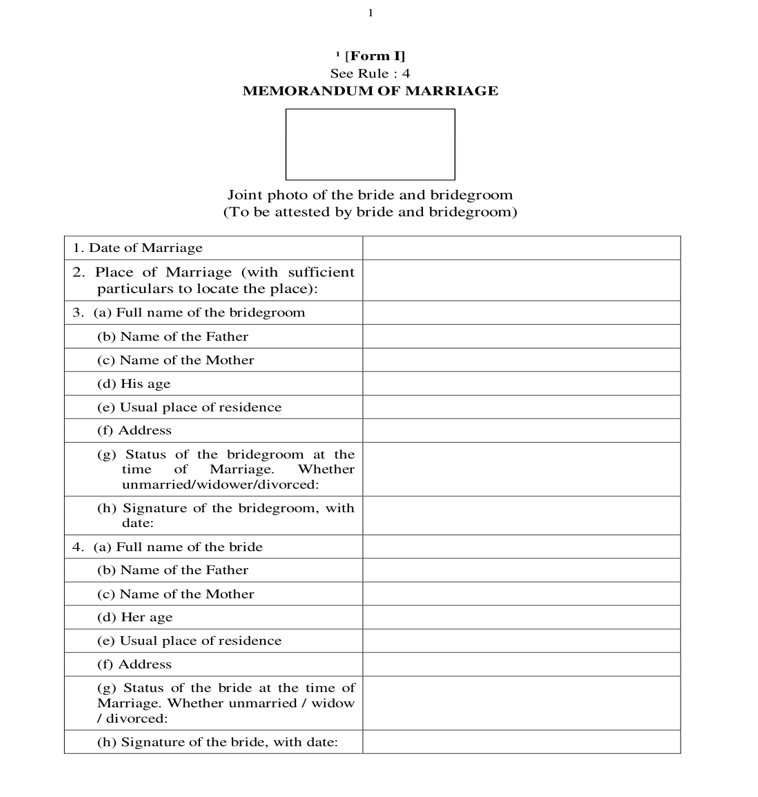 1
¹ [Form I]
See Rule : 4
MEMORANDUM OF MARRIAGE
Joint photo of the bride and bridegroom
(To be attested by bride and bridegroom)
1. Date of Marriage
2. Place of Marriage (with sufficient
particulars to locate the place):
3. (a) Full name of the bridegroom
(b) Name of the Father
(c) Name of the Mother
(d) His age
(e) Usual place of residence
(f) Address
(g) Status of the bridegroom at the
time of Marriage. Whether
unmarried/widower/divorced:
(h) Signature of the bridegroom, with
date:
4. (a) Full name of the bride
(b) Name of the Father
(c) Name of the Mother
(d) Her age
(e) Usual place of residence
(f) Address
(g) Status of the bride at the time of
Marriage. Whether unmarried / widow
/ divorced:
(h) Signature of the bride, with date: